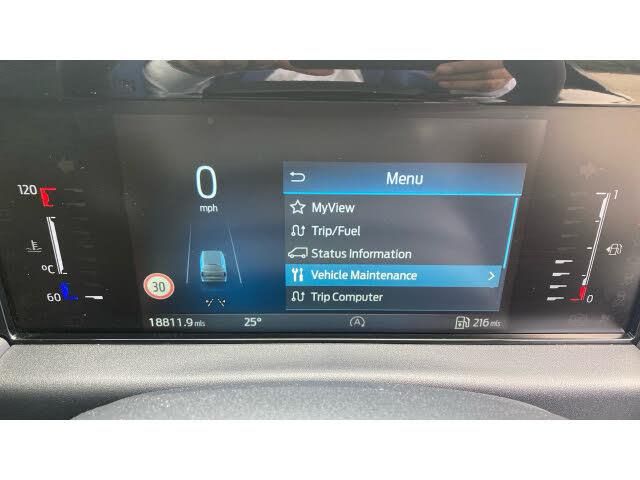 Menu
0
mph
MyView
Trip/Fuel
Status Information
Vehicle Maintenance
Trip Computer
120
°C
60
30
1
0
18811.9 mls
25°
A
216 mls